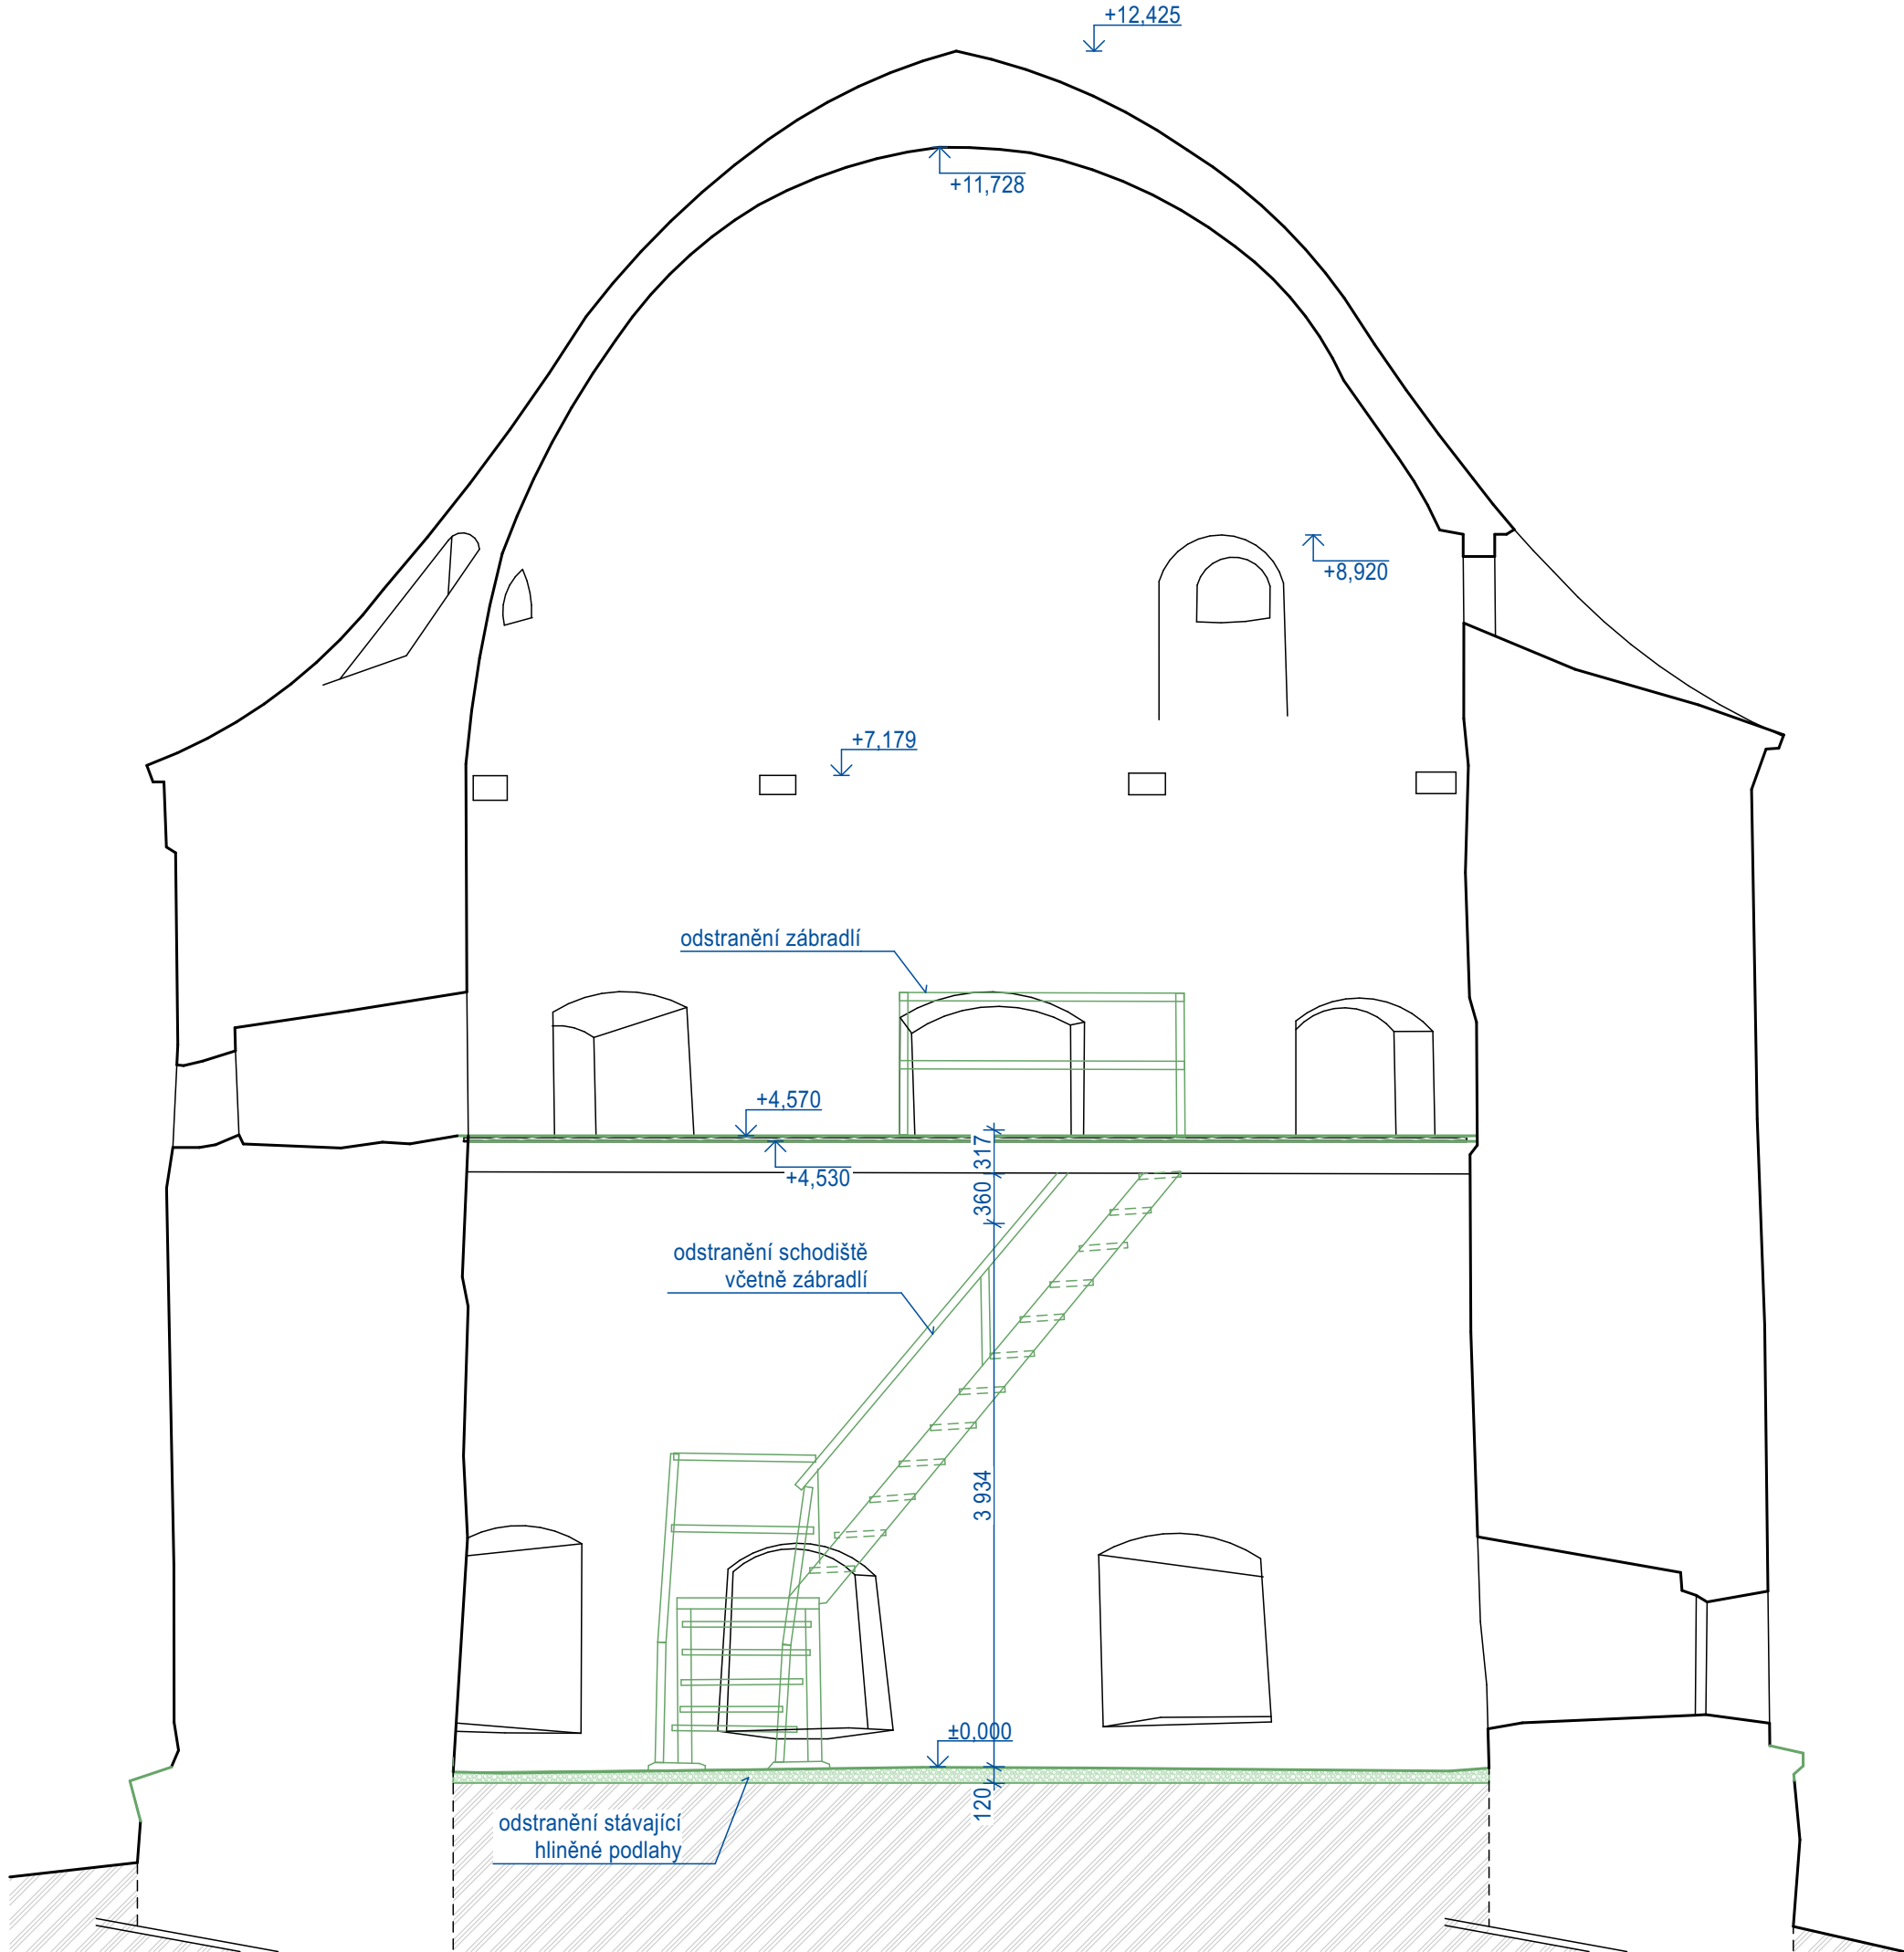 +12,425
+11,728
+8,920
+7,179
odstranění zábradlí
+4,570
+4,530
317
360
odstranění schodiště
včetně zábradlí
3 934
±0,000
120
odstranění stávající
hliněné podlahy